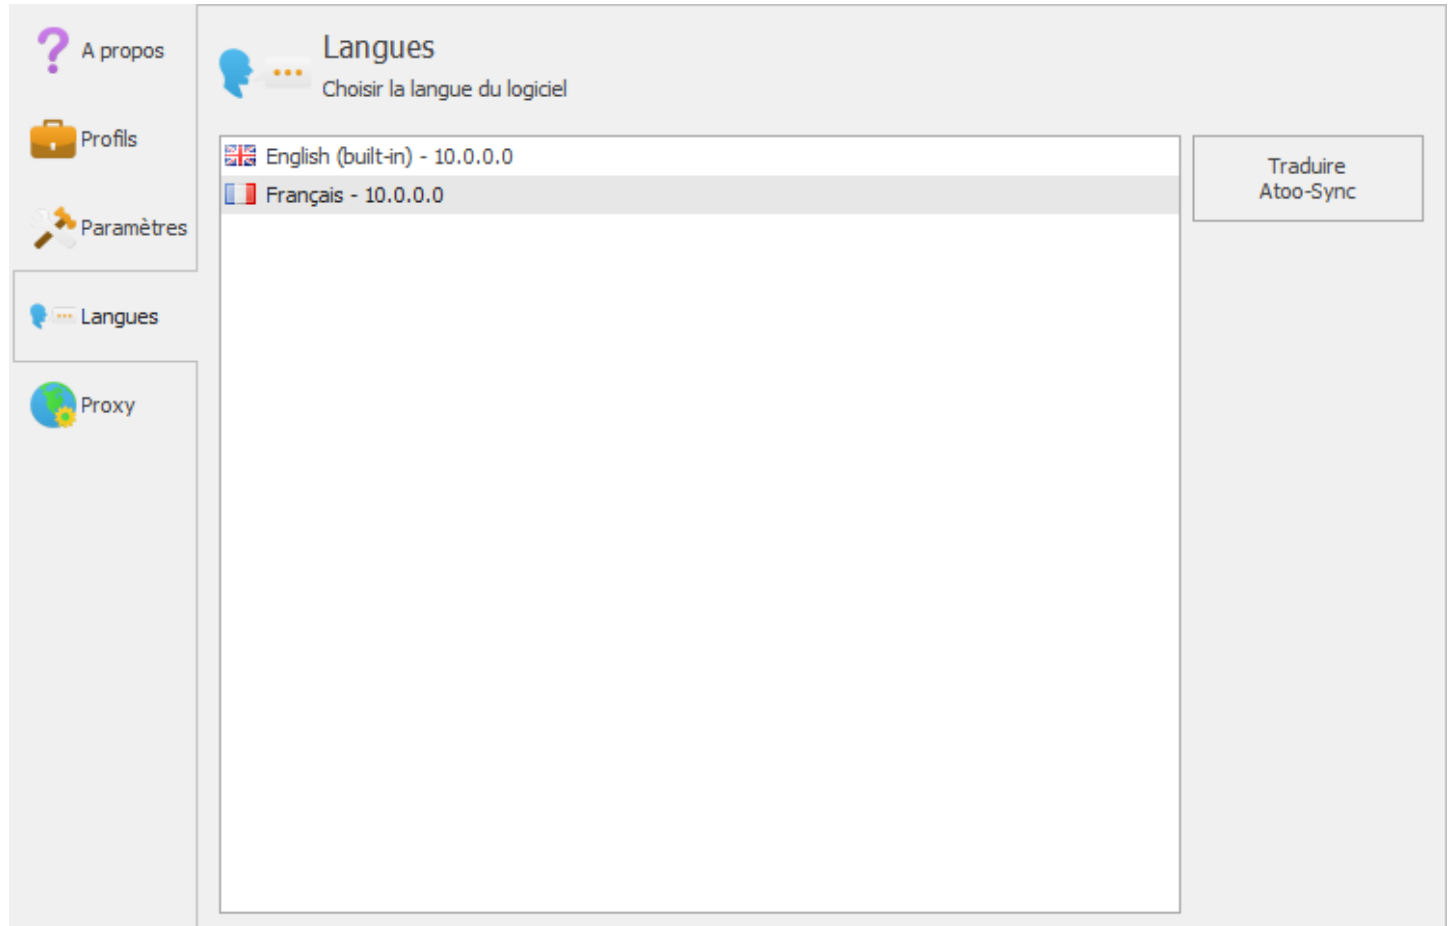 A propos
Profils
Paramètres
Langues
Proxy
Langues
Choisir la langue du logiciel
English (built-in) - 10.0.0.0
Français - 10.0.0.0
Traduire
Atoo-Sync